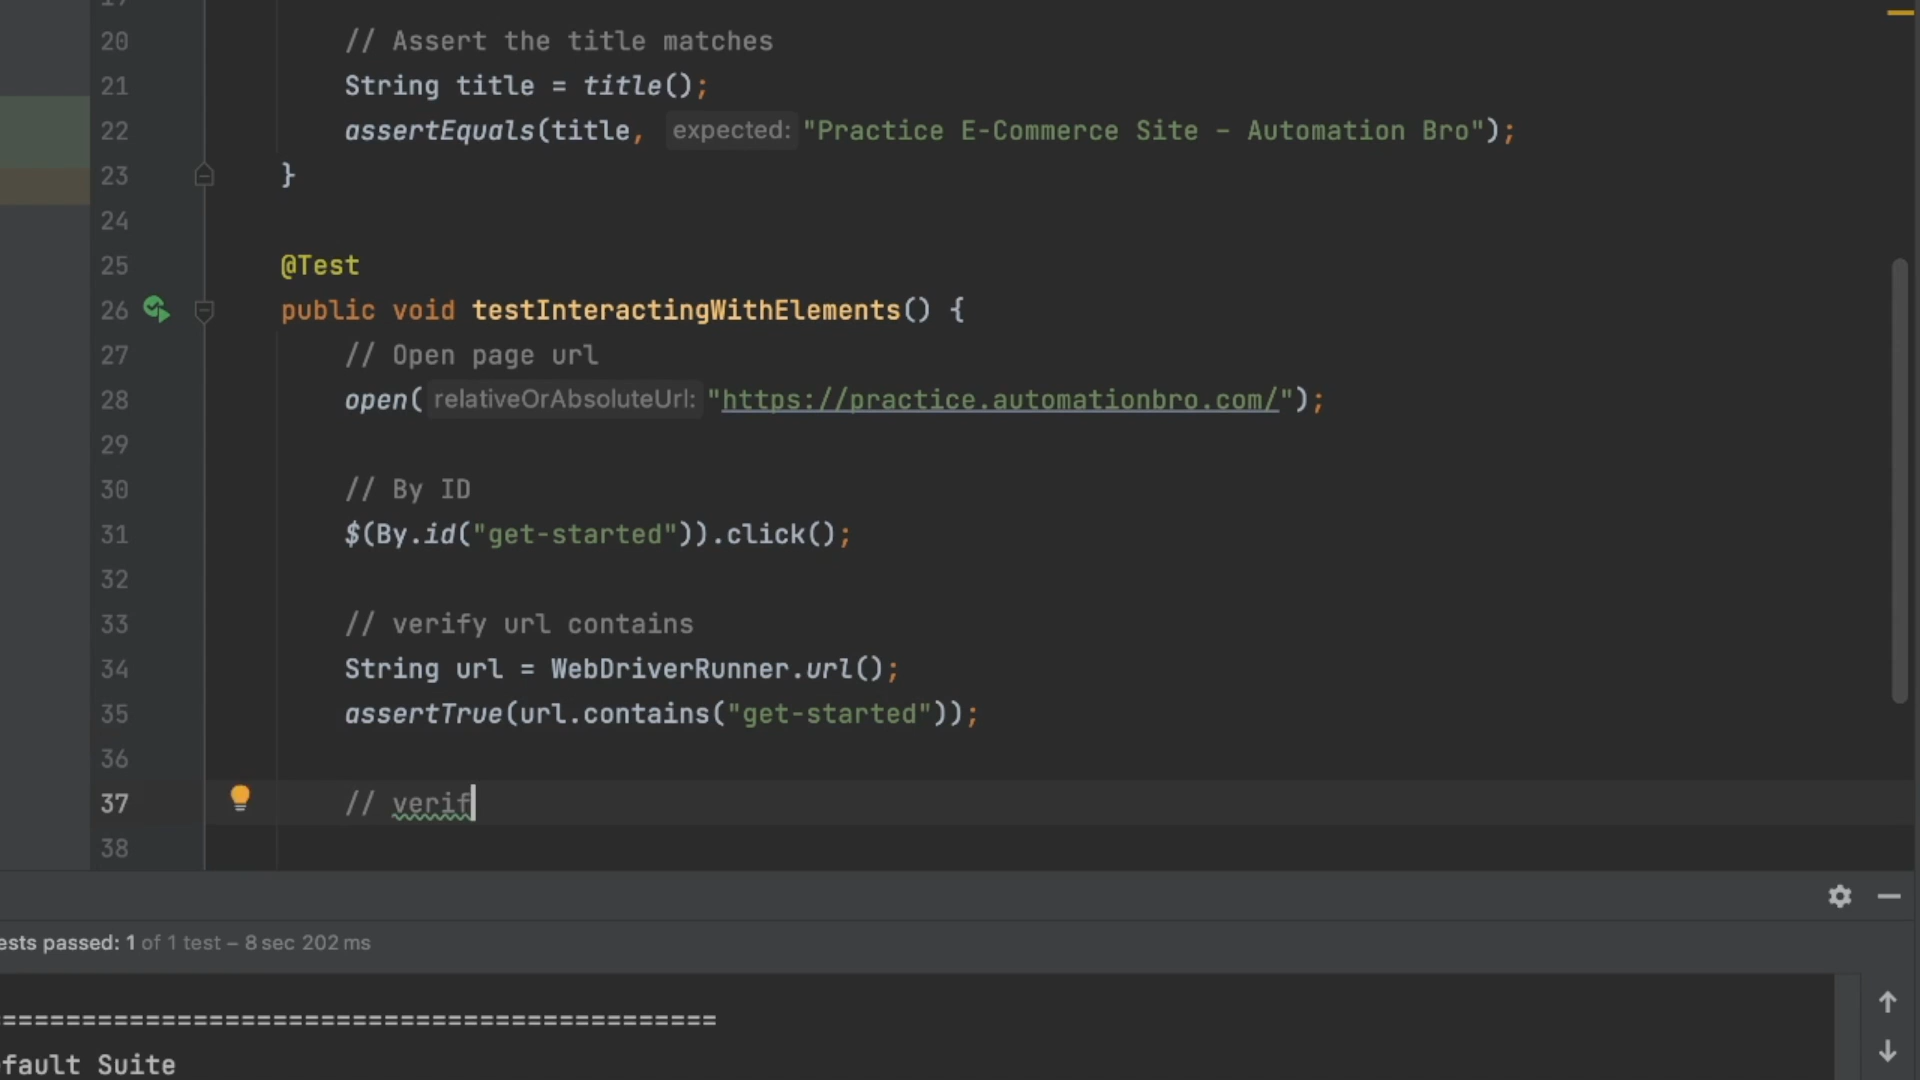 20 // Assert the title matches
21 String title = title();
22 assertEquals(title, expected: "Practice E-Commerce Site – Automation Bro");
23 }
24
25 @Test
26 public void testInteractingWithElements() {
27 // Open page url
28 open( relativeOrAbsoluteUrl: "https://practice.automationbro.com/");
29
30 // By ID
31 $(By.id("get-started")).click();
32
33 // verify url contains
34 String url = WebDriverRunner.url();
35 assertTrue(url.contains("get-started"));
36
37 // verif
38
ests passed: 1 of 1 test – 8 sec 202 ms
=============================================
efault Suite